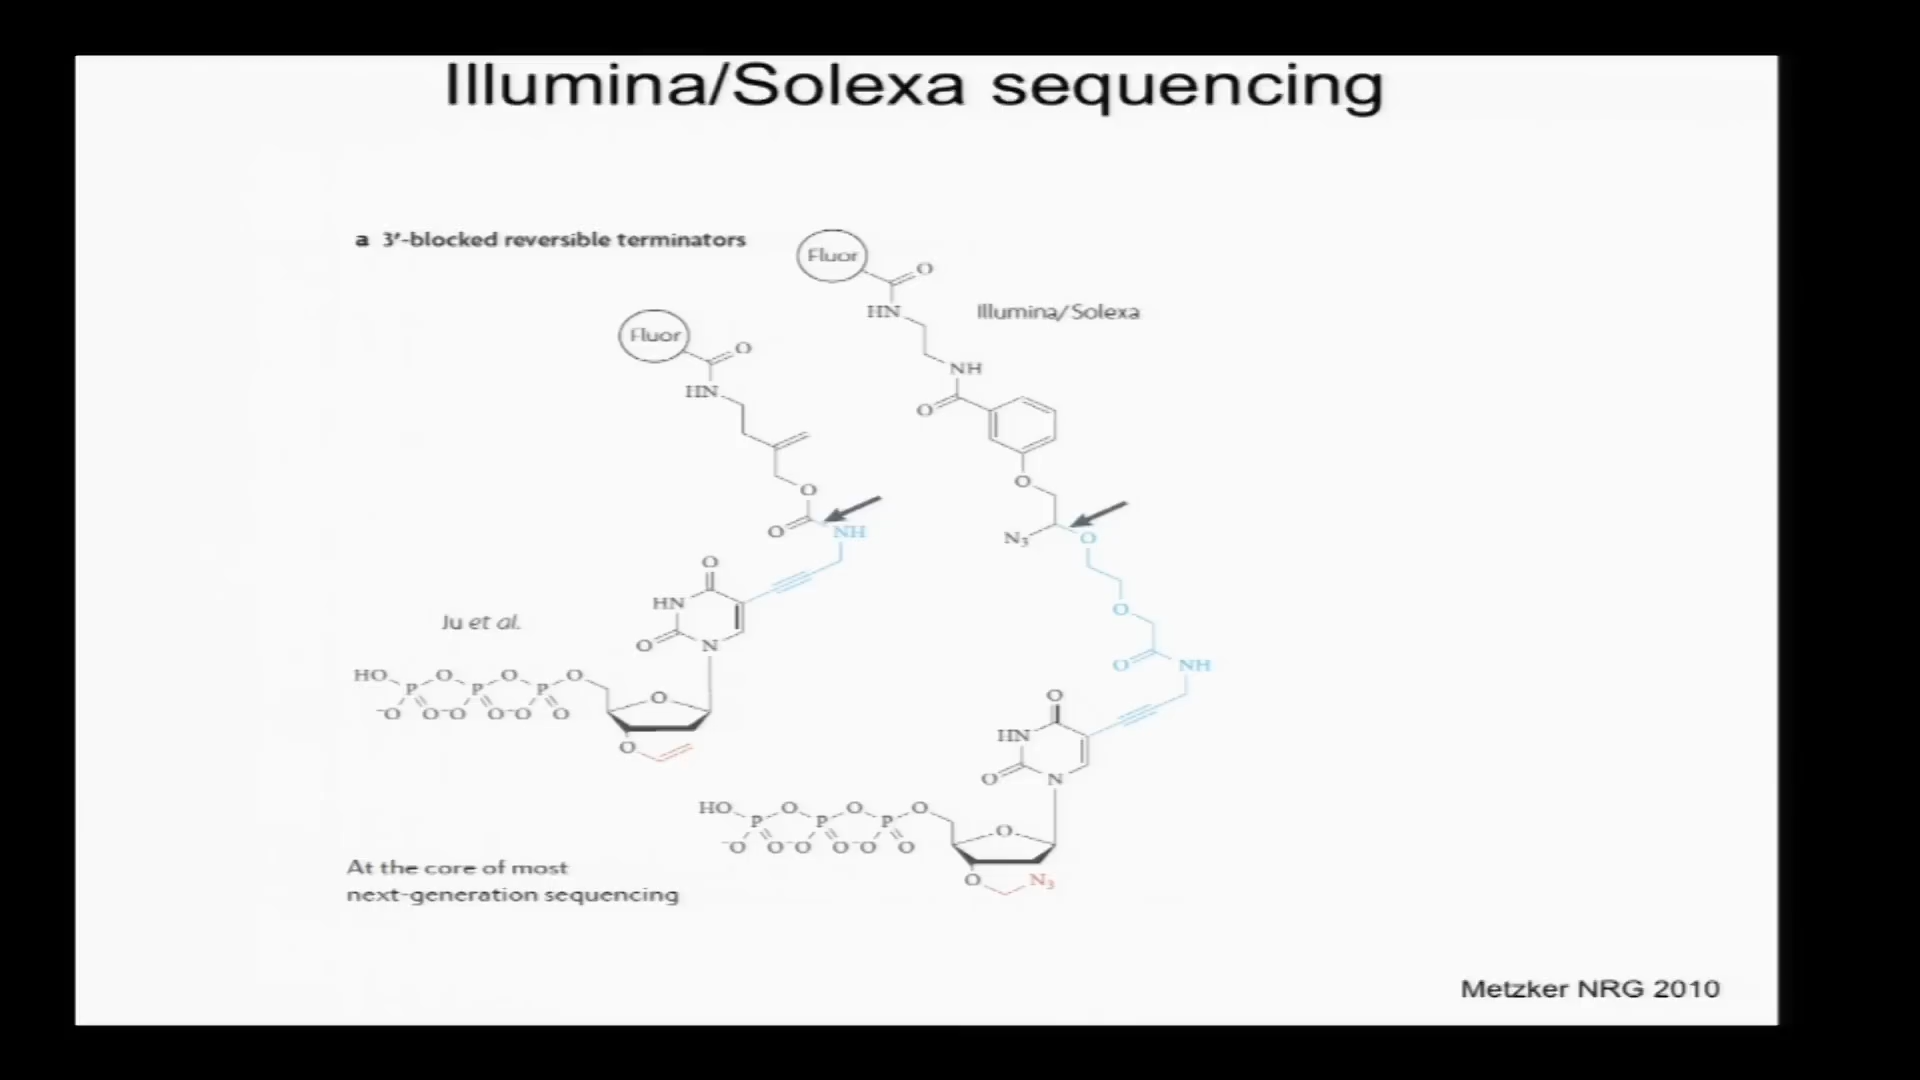 Illumina/Solexa sequencing
a 3′-blocked reversible terminators
Fluor
O
HN
Illumina/Solexa
NH
O
O
N₃
O
O
O
NH
O
HN
O
N
HO
O
O
O
P
P
P
⁻O
O⁻O
O⁻O
O
O
O
N₃
Fluor
O
HN
O
O
NH
O
HN
O
N
Ju et al.
HO
O
O
O
P
P
P
⁻O
O⁻O
O⁻O
O
O
O
At the core of most
next-generation sequencing
Metzker NRG 2010